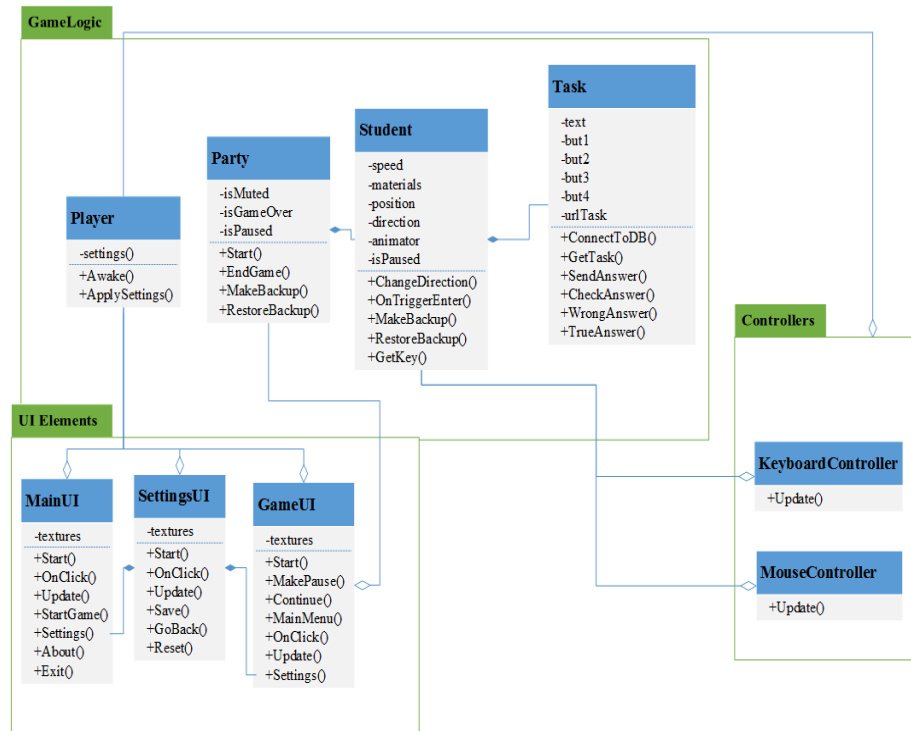 GameLogic
Player
-settings()
+Awake()
+ApplySettings()
Party
-isMuted
-isGameOver
-isPaused
+Start()
+EndGame()
+MakeBackup()
+RestoreBackup()
Student
-speed
-materials
-position
-direction
-animator
-isPaused
+ChangeDirection()
+OnTriggerEnter()
+MakeBackup()
+RestoreBackup()
+GetKey()
Task
-text
-but1
-but2
-but3
-but4
-urlTask
+ConnectToDB()
+GetTask()
+SendAnswer()
+CheckAnswer()
+WrongAnswer()
+TrueAnswer()
UI Elements
MainUI
-textures
+Start()
+OnClick()
+Update()
+StartGame()
+Settings()
+About()
+Exit()
SettingsUI
-textures
+Start()
+OnClick()
+Update()
+Save()
+GoBack()
+Reset()
GameUI
-textures
+Start()
+MakePause()
+Continue()
+MainMenu()
+OnClick()
+Update()
+Settings()
Controllers
KeyboardController
+Update()
MouseController
+Update()